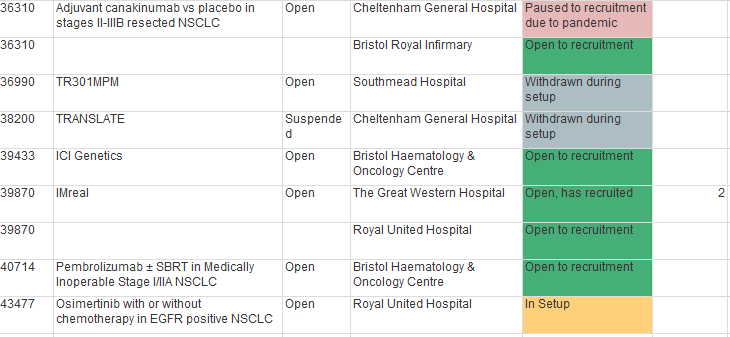 36310 Adjuvant canakinumab vs placebo in Open Cheltenham General Hospital Paused to recruitment
stages II-IIIB resected NSCLC due to pandemic
36310 Bristol Royal Infirmary Open to recruitment
36990 TR301MPM Open Southmead Hospital Withdrawn during
setup
38200 TRANSLATE Suspende Cheltenham General Hospital Withdrawn during
d setup
39433 ICI Genetics Open Bristol Haematology & Open to recruitment
Oncology Centre
39870 IMreal Open The Great Western Hospital Open, has recruited 2
39870 Royal United Hospital Open to recruitment
40714 Pembrolizumab ± SBRT in Medically Open Bristol Haematology & Open to recruitment
Inoperable Stage I/IIA NSCLC Oncology Centre
43477 Osimertinib with or without Open Royal United Hospital In Setup
chemotherapy in EGFR positive NSCLC